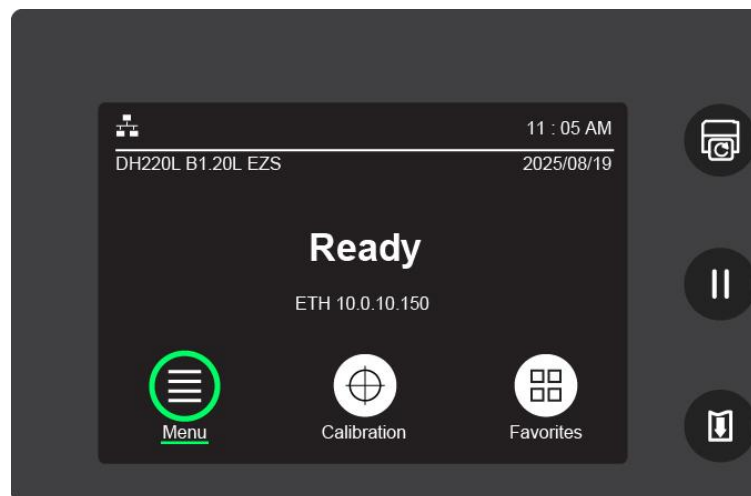 11 : 05 AM
DH220L B1.20L EZS
2025/08/19
Ready
ETH 10.0.10.150
Menu
Calibration
Favorites